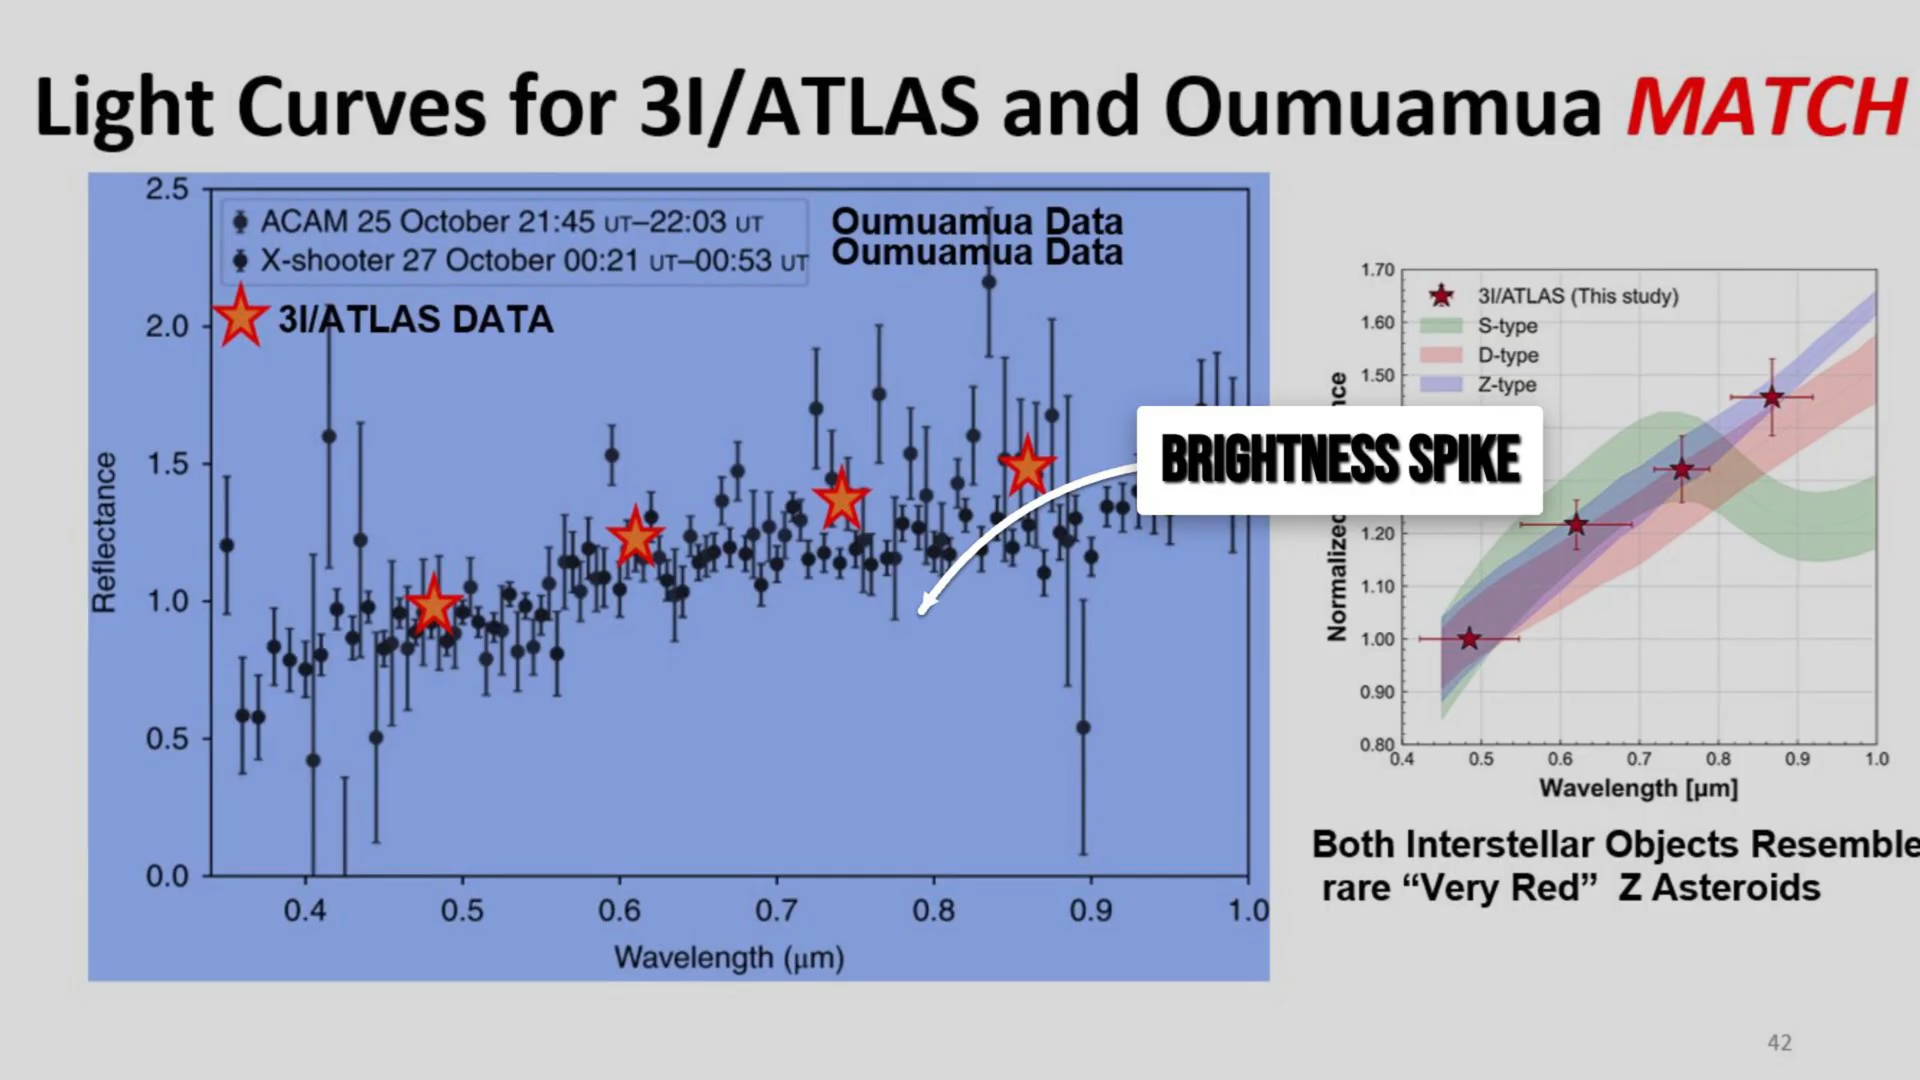 Light Curves for 3I/ATLAS and Oumuamua MATCH
2.5
2.0
1.5
1.0
0.5
0.0
Reflectance
ACAM 25 October 21:45 UT–22:03 UT
X-shooter 27 October 00:21 UT–00:53 UT
Oumuamua Data
Oumuamua Data
3I/ATLAS DATA
0.4 0.5 0.6 0.7 0.8 0.9 1.0
Wavelength (μm)
BRIGHTNESS SPIKE
1.70
1.60
1.50
1.20
1.10
1.00
0.90
0.80
Normalized
3I/ATLAS (This study)
S-type
D-type
Z-type
0.4 0.5 0.6 0.7 0.8 0.9 1.0
Wavelength [μm]
Both Interstellar Objects Resemble
rare “Very Red” Z Asteroids
42